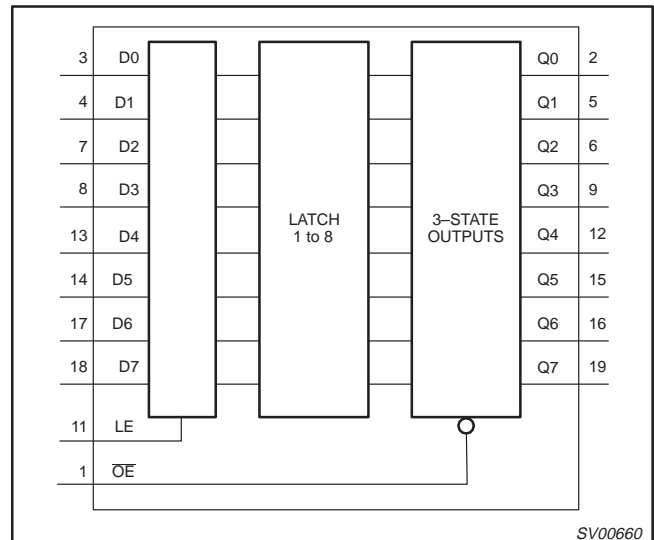 3 D0 Q0 2
4 D1 Q1 5
7 D2 Q2 6
8 D3 Q3 9
LATCH
1 to 8
3–STATE
OUTPUTS
13 D4 Q4 12
14 D5 Q5 15
17 D6 Q6 16
18 D7 Q7 19
11 LE
1 O̅E̅
SV00660